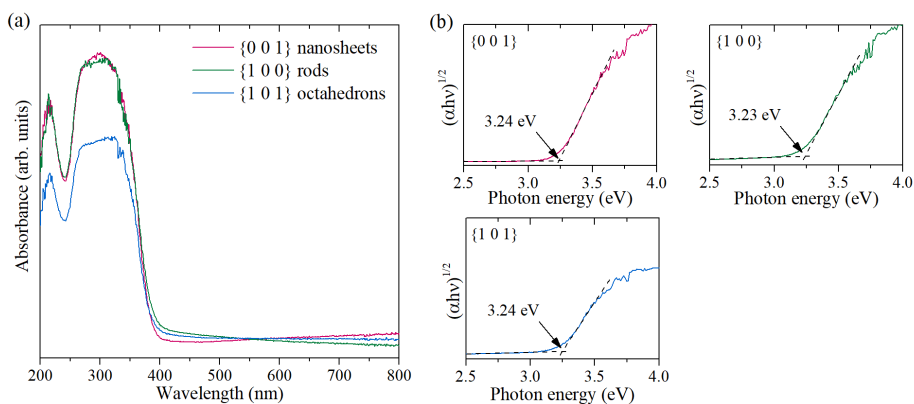 (a)
{0 0 1} nanosheets
{1 0 0} rods
{1 0 1} octahedrons
Absorbance (arb. units)
200 300 400 500 600 700 800
Wavelength (nm)
(b)
{0 0 1}
3.24 eV
(αhν)1/2
2.5 3.0 3.5 4.0
Photon energy (eV)
{1 0 0}
3.23 eV
(αhν)1/2
2.5 3.0 3.5 4.0
Photon energy (eV)
{1 0 1}
3.24 eV
(αhν)1/2
2.5 3.0 3.5 4.0
Photon energy (eV)